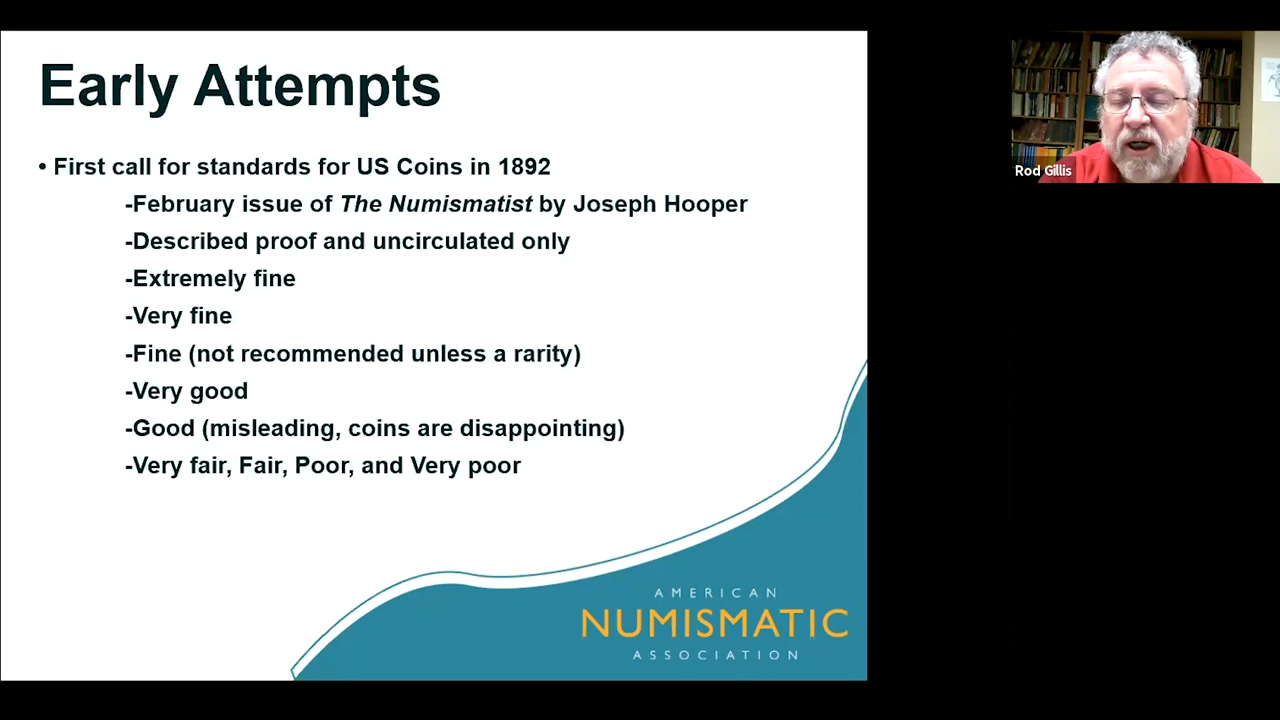 Early Attempts
• First call for standards for US Coins in 1892
-February issue of The Numismatist by Joseph Hooper
-Described proof and uncirculated only
-Extremely fine
-Very fine
-Fine (not recommended unless a rarity)
-Very good
-Good (misleading, coins are disappointing)
-Very fair, Fair, Poor, and Very poor
AMERICAN
NUMISMATIC
ASSOCIATION
Rod Gillis